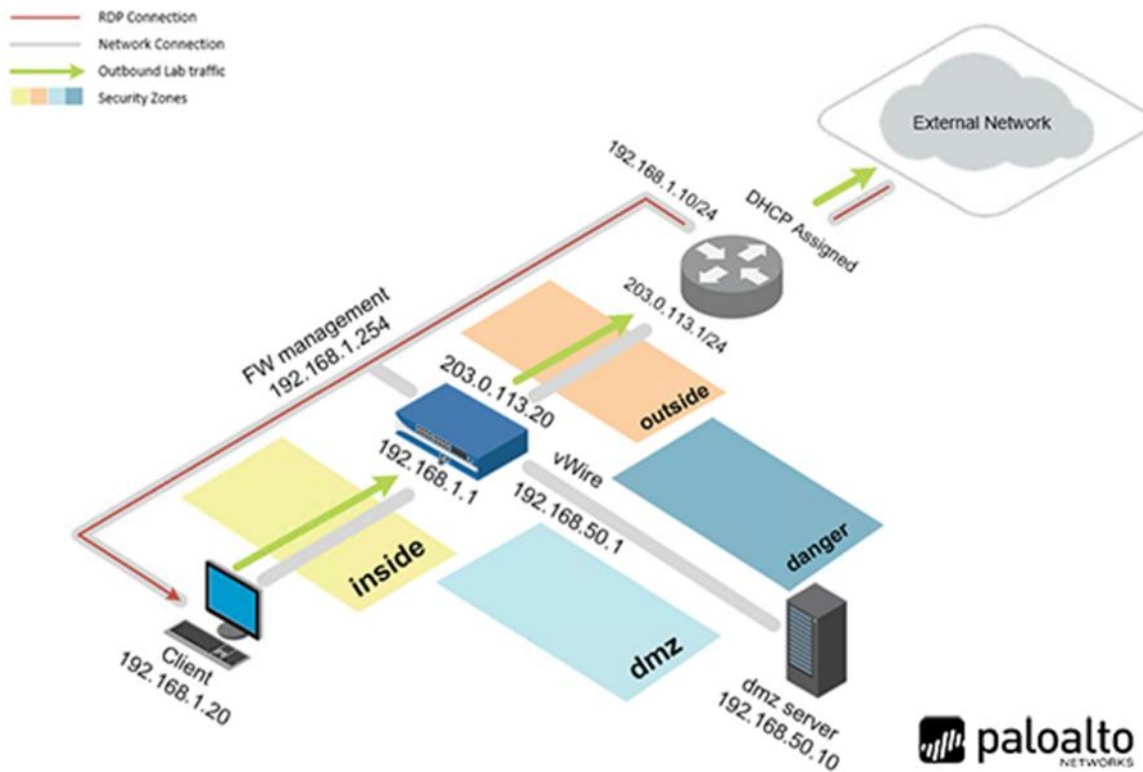 RDP Connection
Network Connection
Outbound Lab traffic
Security Zones
External Network
192.168.1.10/24
DHCP Assigned
203.0.113.1/24
FW management
192.168.1.254
203.0.113.20
outside
192.168.1.1
vWire
192.168.50.1
danger
inside
dmz
Client
192.168.1.20
dmz server
192.168.50.10
paloalto
NETWORKS